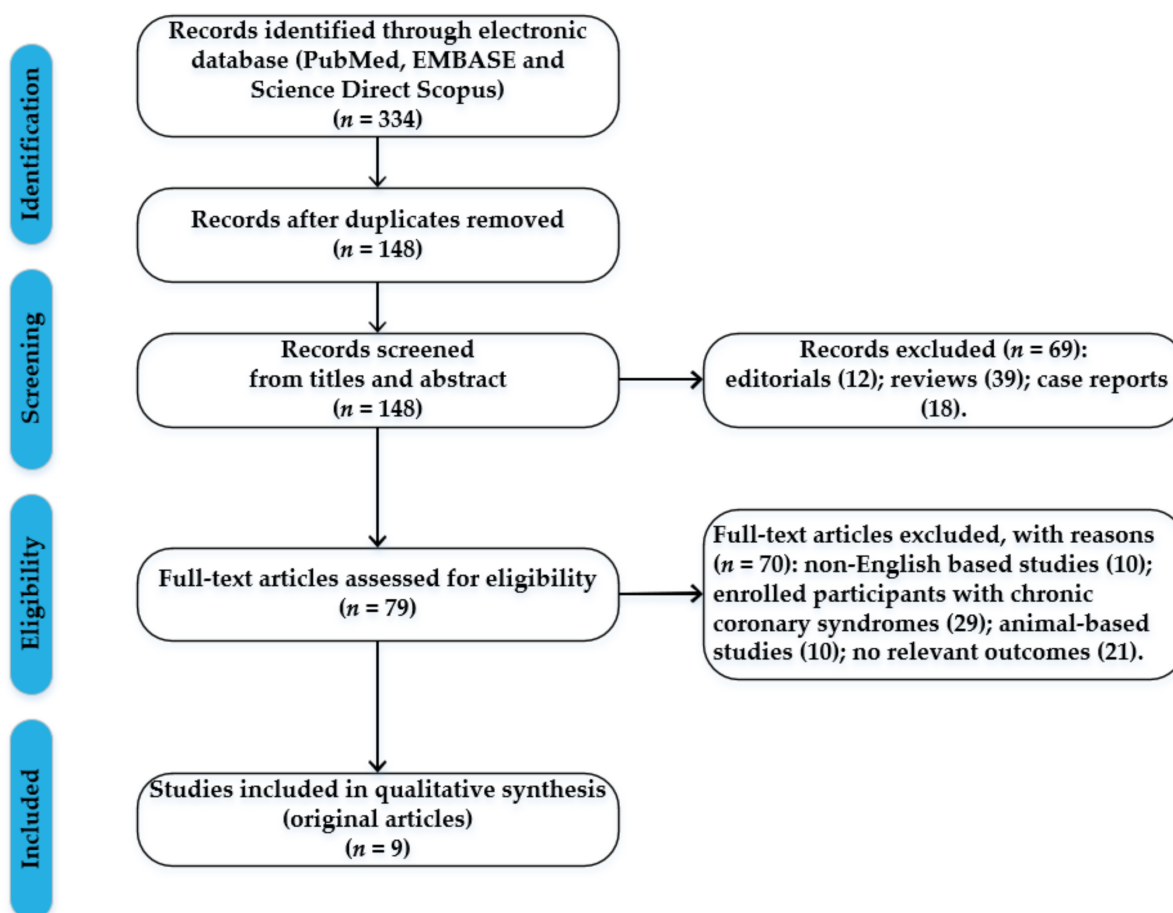 Identification
Records identified through electronic
database (PubMed, EMBASE and
Science Direct Scopus)
(n = 334)
Records after duplicates removed
(n = 148)
Screening
Records screened
from titles and abstract
(n = 148)
Records excluded (n = 69):
editorials (12); reviews (39); case reports
(18).
Eligibility
Full-text articles assessed for eligibility
(n = 79)
Full-text articles excluded, with reasons
(n = 70): non-English based studies (10);
enrolled participants with chronic
coronary syndromes (29); animal-based
studies (10); no relevant outcomes (21).
Included
Studies included in qualitative synthesis
(original articles)
(n = 9)